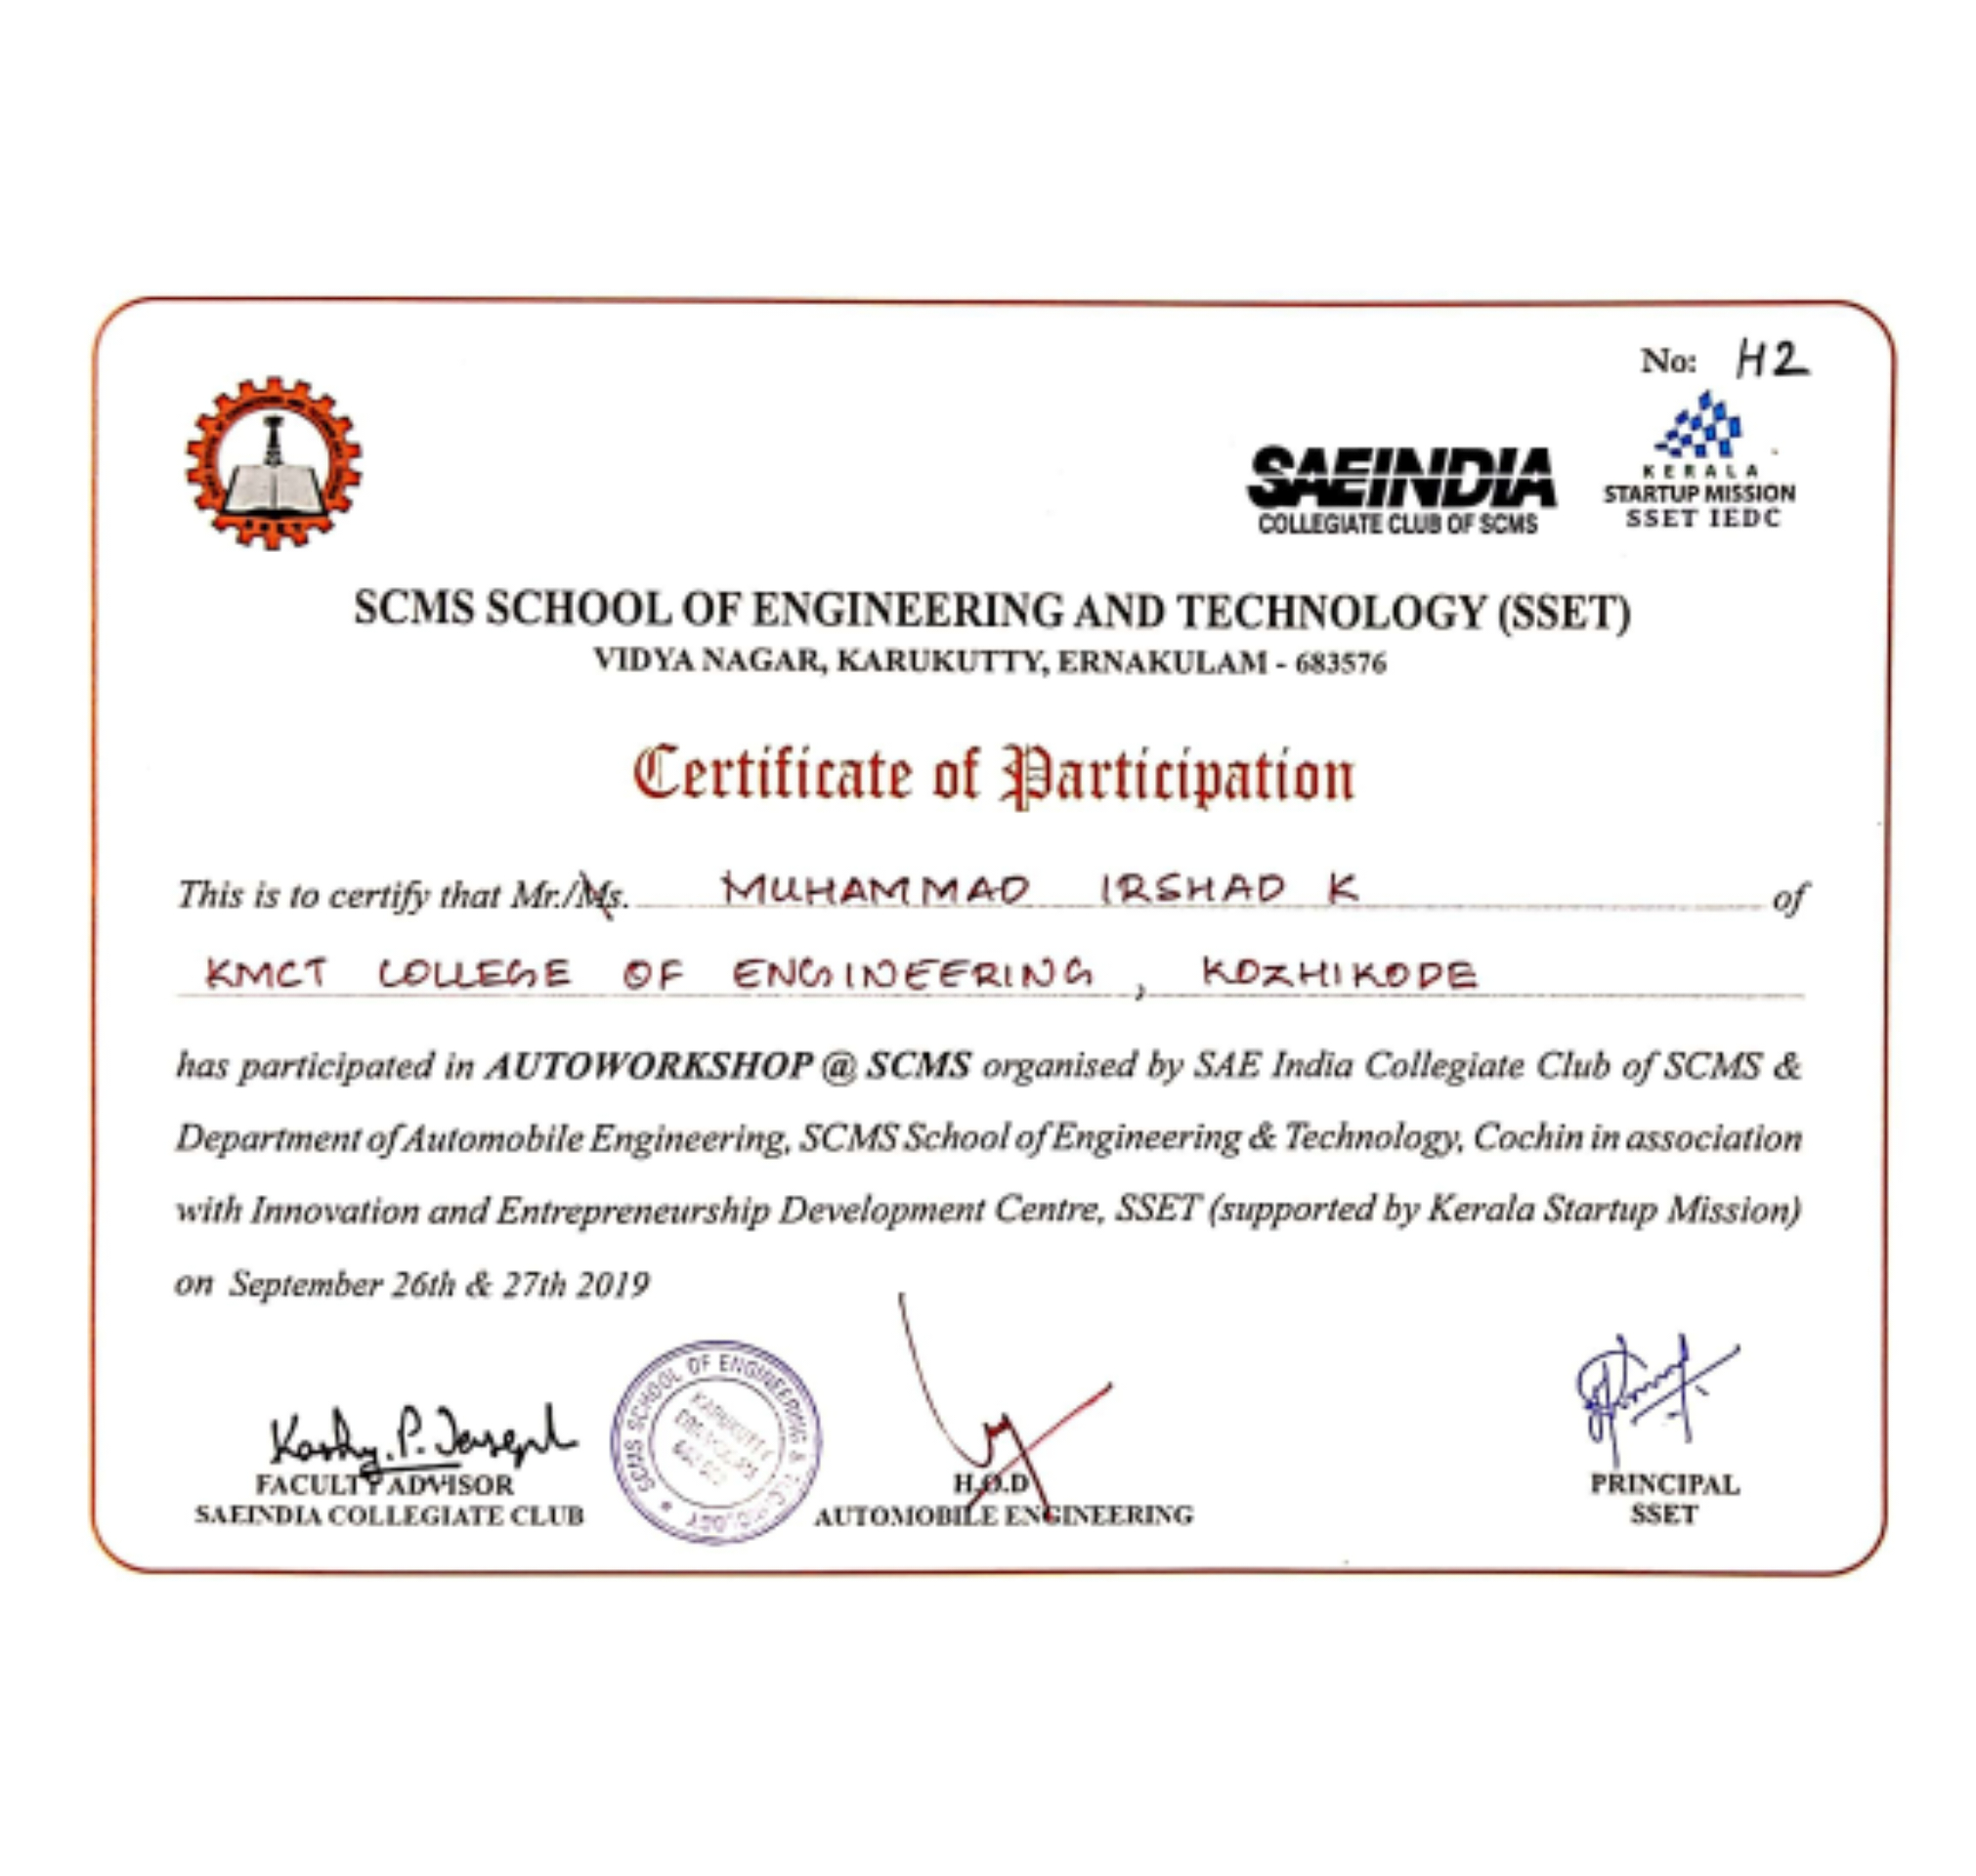 No: H2
SAEINDIA
COLLEGIATE CLUB OF SCMS
KERALA
STARTUP MISSION
SSET IEDC
SCMS SCHOOL OF ENGINEERING AND TECHNOLOGY (SSET)
VIDYA NAGAR, KARUKUTTY, ERNAKULAM - 683576
Certificate of Participation
This is to certify that Mr./Ms. MUHAMMAD IRSHAD K of
KMCT COLLEGE OF ENGINEERING, KOZHIKODE
has participated in AUTOWORKSHOP @ SCMS organised by SAE India Collegiate Club of SCMS &
Department of Automobile Engineering, SCMS School of Engineering & Technology, Cochin in association
with Innovation and Entrepreneurship Development Centre, SSET (supported by Kerala Startup Mission)
on September 26th & 27th 2019
SCMS SCHOOL OF ENGINEERING &
P. Joseph
FACULTY ADVISOR
SAEINDIA COLLEGIATE CLUB
H.O.D
AUTOMOBILE ENGINEERING
PRINCIPAL
SSET